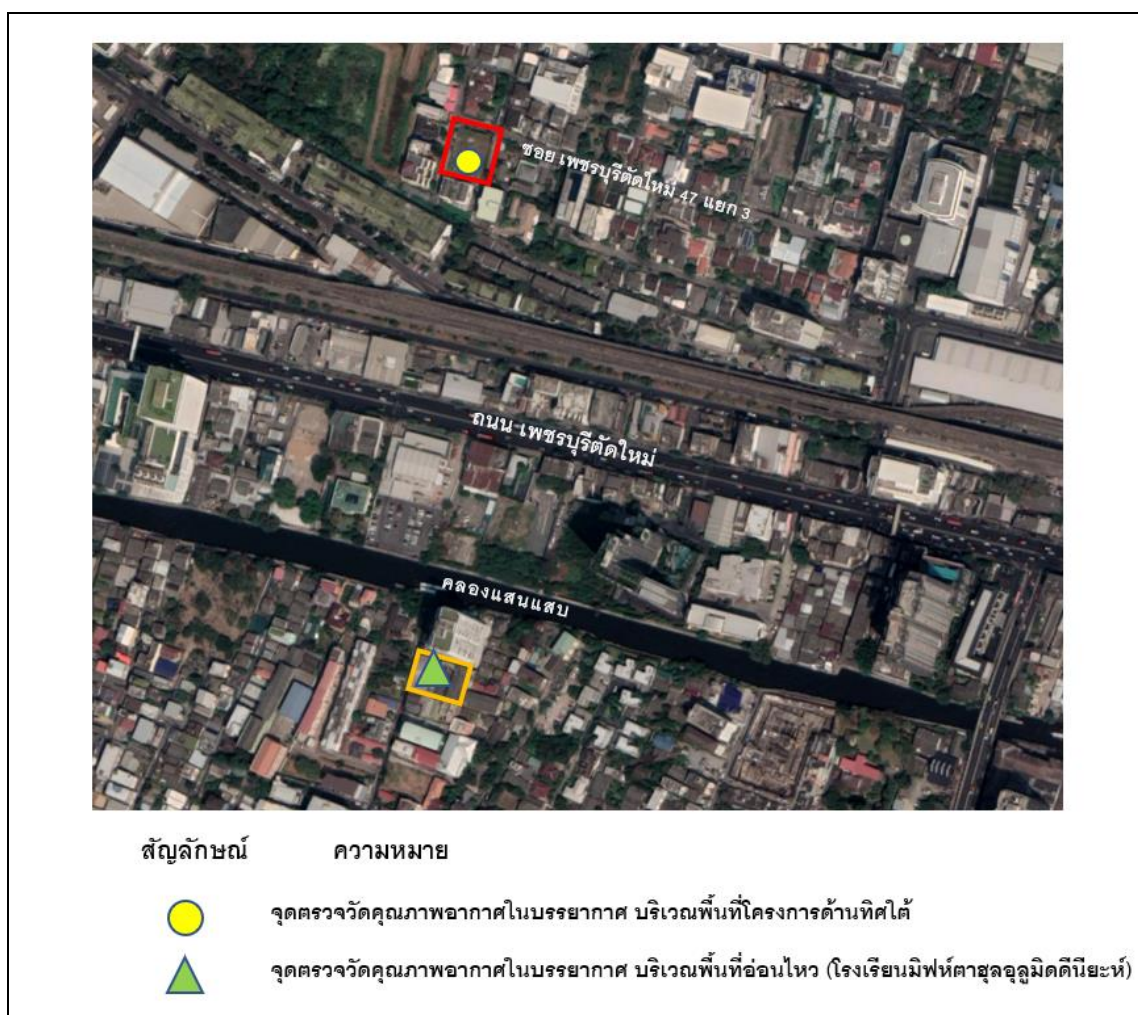 ซอย เพชรบุรีตัดใหม่ 47 แยก 3
ถนน เพชรบุรีตัดใหม่
คลองแสนแสบ
สัญลักษณ์ ความหมาย
จุดตรวจวัดคุณภาพอากาศในบรรยากาศ บริเวณพื้นที่โครงการด้านทิศใต้
จุดตรวจวัดคุณภาพอากาศในบรรยากาศ บริเวณพื้นที่อ่อนไหว (โรงเรียนมิฟห์ตาฮุลอุลูมิดดีนียะห์)